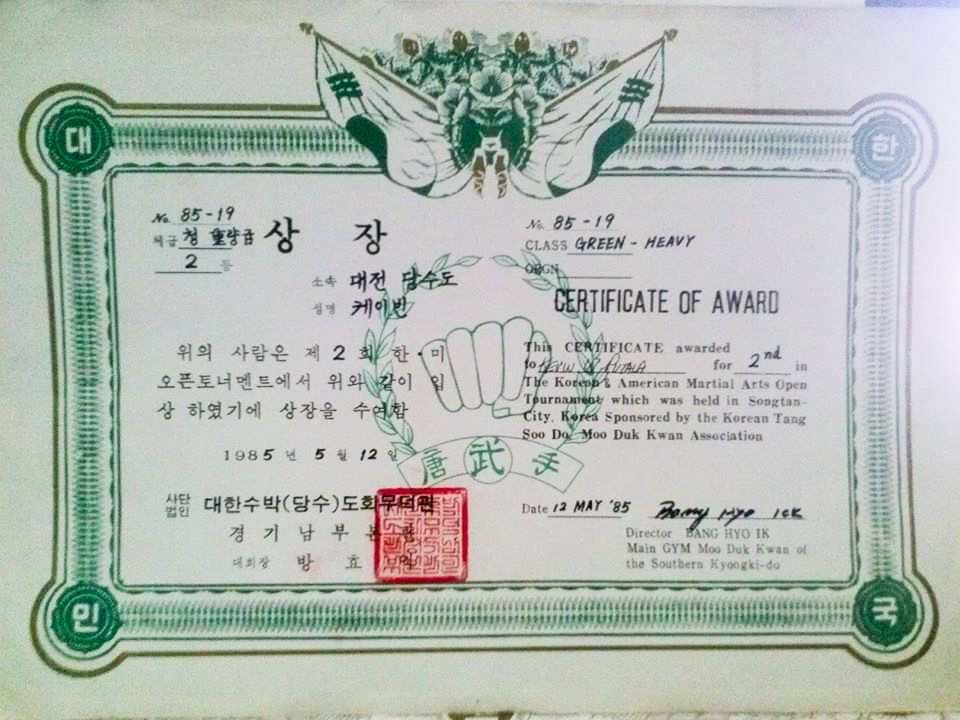 대
한
No. 85-19
체급 청 重량급
2 등
상 장
소속 대전 당수도
성명 케이빈
위의 사람은 제 2 회 한·미
오픈토너멘트에서 위와 같이 입
상 하였기에 상장을 수여함
1985 년 5 월 12 일
사단
법인
대한수박(당수)도회무덕관
경기남부본관
대회장 방 효
No. 85-19
CLASS GREEN - HEAVY
ORGN
CERTIFICATE OF AWARD
This CERTIFICATE awarded
to for 2nd in
The Korean & American Martial Arts Open
Tournament which was held in Songtan-
City, Korea Sponsored by the Korean Tang
Soo Do, Moo Duk Kwan Association
唐 武 手
Date 12 MAY '85 Bang Hyo ICK
Director BANG HYO IK
Main GYM Moo Duk Kwan of
the Southern Kyongki-do
민
국